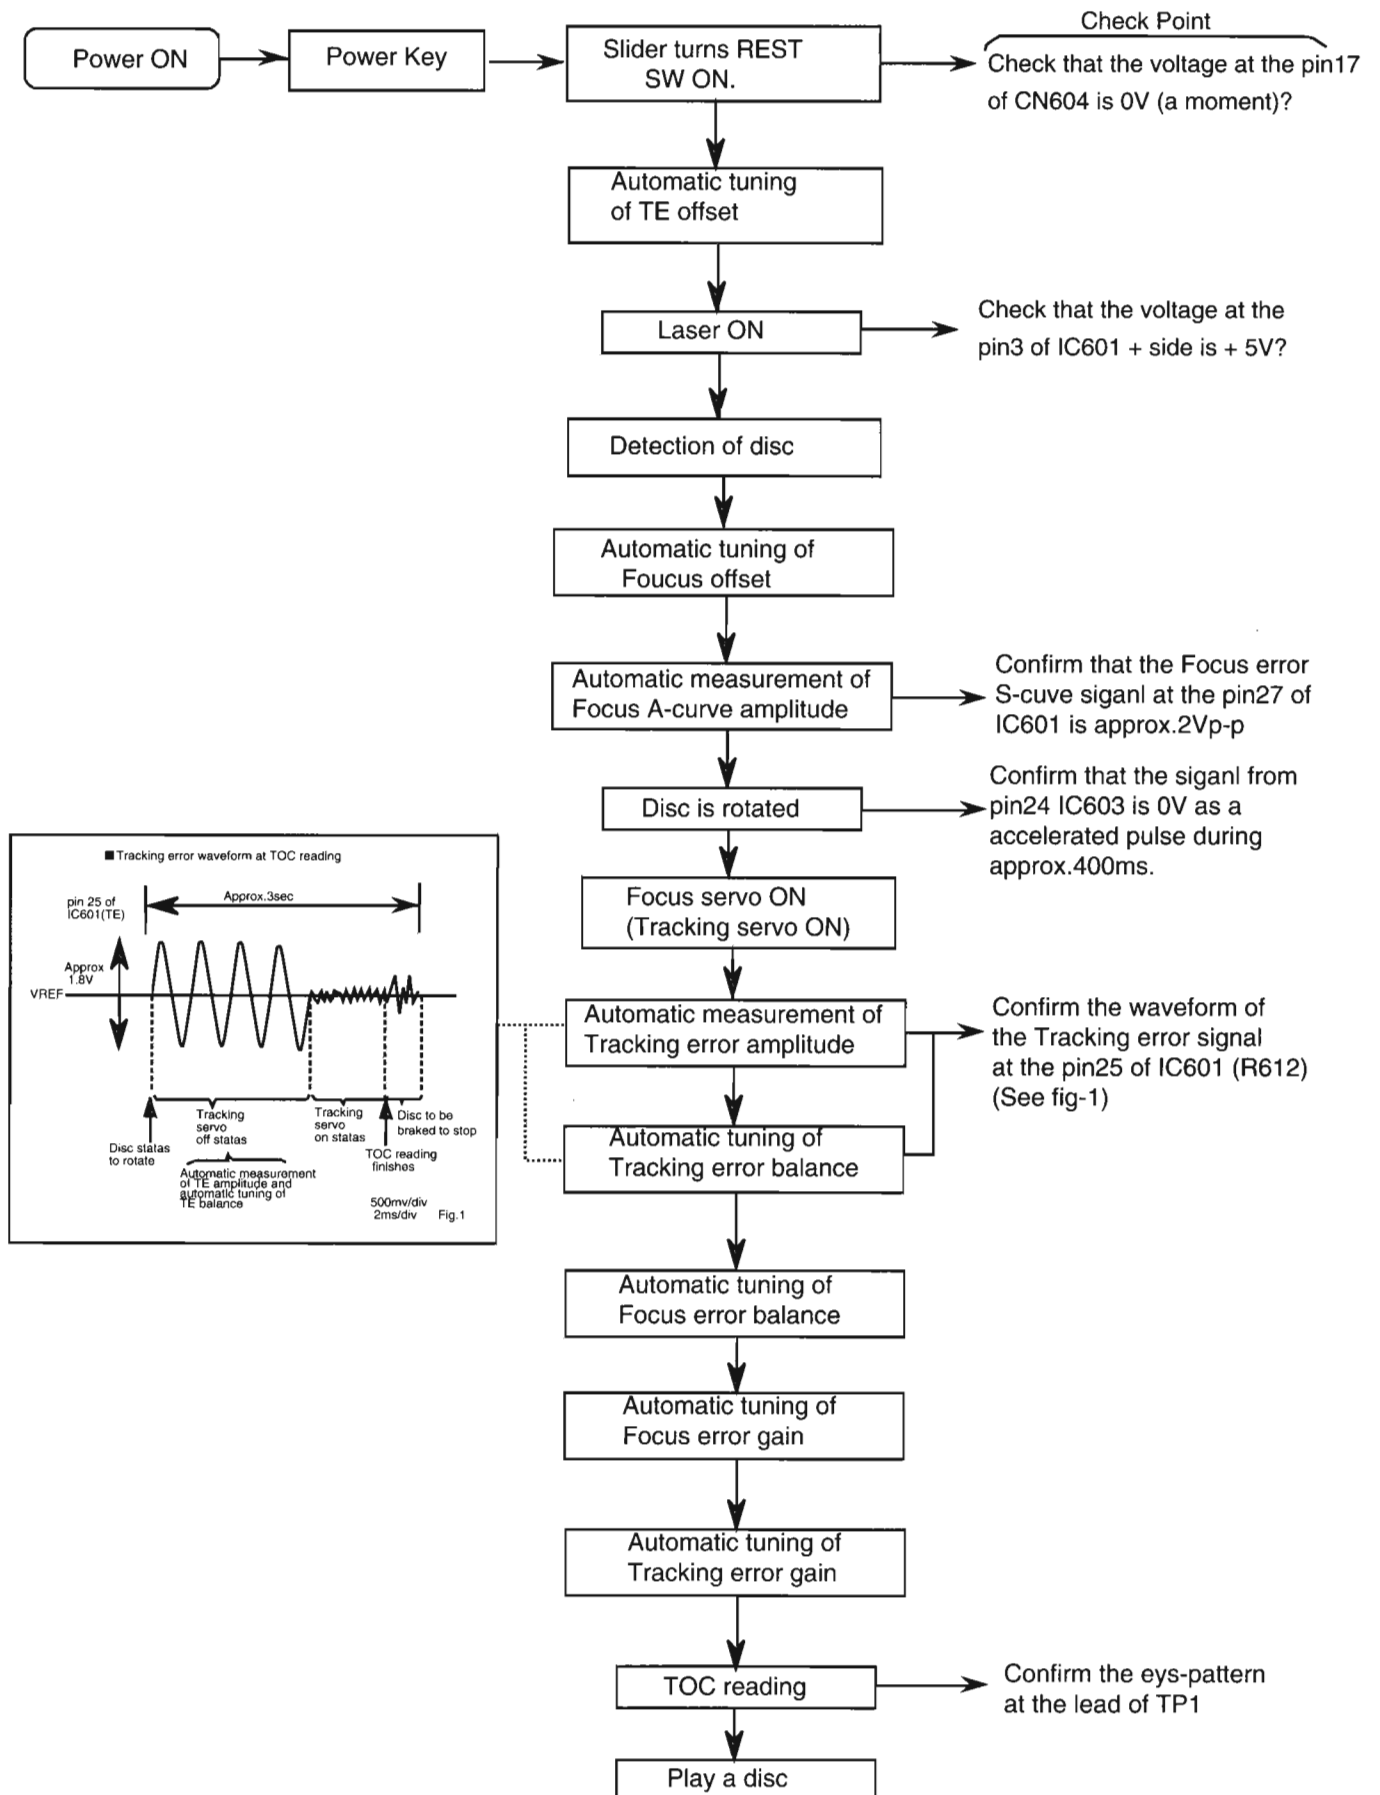 Check Point
Power ON
Power Key
Slider turns REST
SW ON.
Check that the voltage at the pin17
of CN604 is 0V (a moment)?
Automatic tuning
of TE offset
Laser ON
Check that the voltage at the
pin3 of IC601 + side is + 5V?
Detection of disc
Automatic tuning of
Foucus offset
Automatic measurement of
Focus A-curve amplitude
Confirm that the Focus error
S-cuve siganl at the pin27 of
IC601 is approx.2Vp-p
Disc is rotated
Confirm that the siganl from
pin24 IC603 is 0V as a
accelerated pulse during
approx.400ms.
Focus servo ON
(Tracking servo ON)
Automatic measurement of
Tracking error amplitude
Confirm the waveform of
the Tracking error signal
at the pin25 of IC601 (R612)
(See fig-1)
Automatic tuning of
Tracking error balance
■ Tracking error waveform at TOC reading
pin 25 of
IC601(TE)
Approx.3sec
Approx
1.8V
VREF
Disc statas
to rotate
Tracking
servo
off statas
Tracking
servo
on statas
Disc to be
braked to stop
TOC reading
finishes
Automatic measurement
of TE amplitude and
automatic tuning of
TE balance
500mv/div
2ms/div
Fig.1
Automatic tuning of
Focus error balance
Automatic tuning of
Focus error gain
Automatic tuning of
Tracking error gain
TOC reading
Confirm the eys-pattern
at the lead of TP1
Play a disc